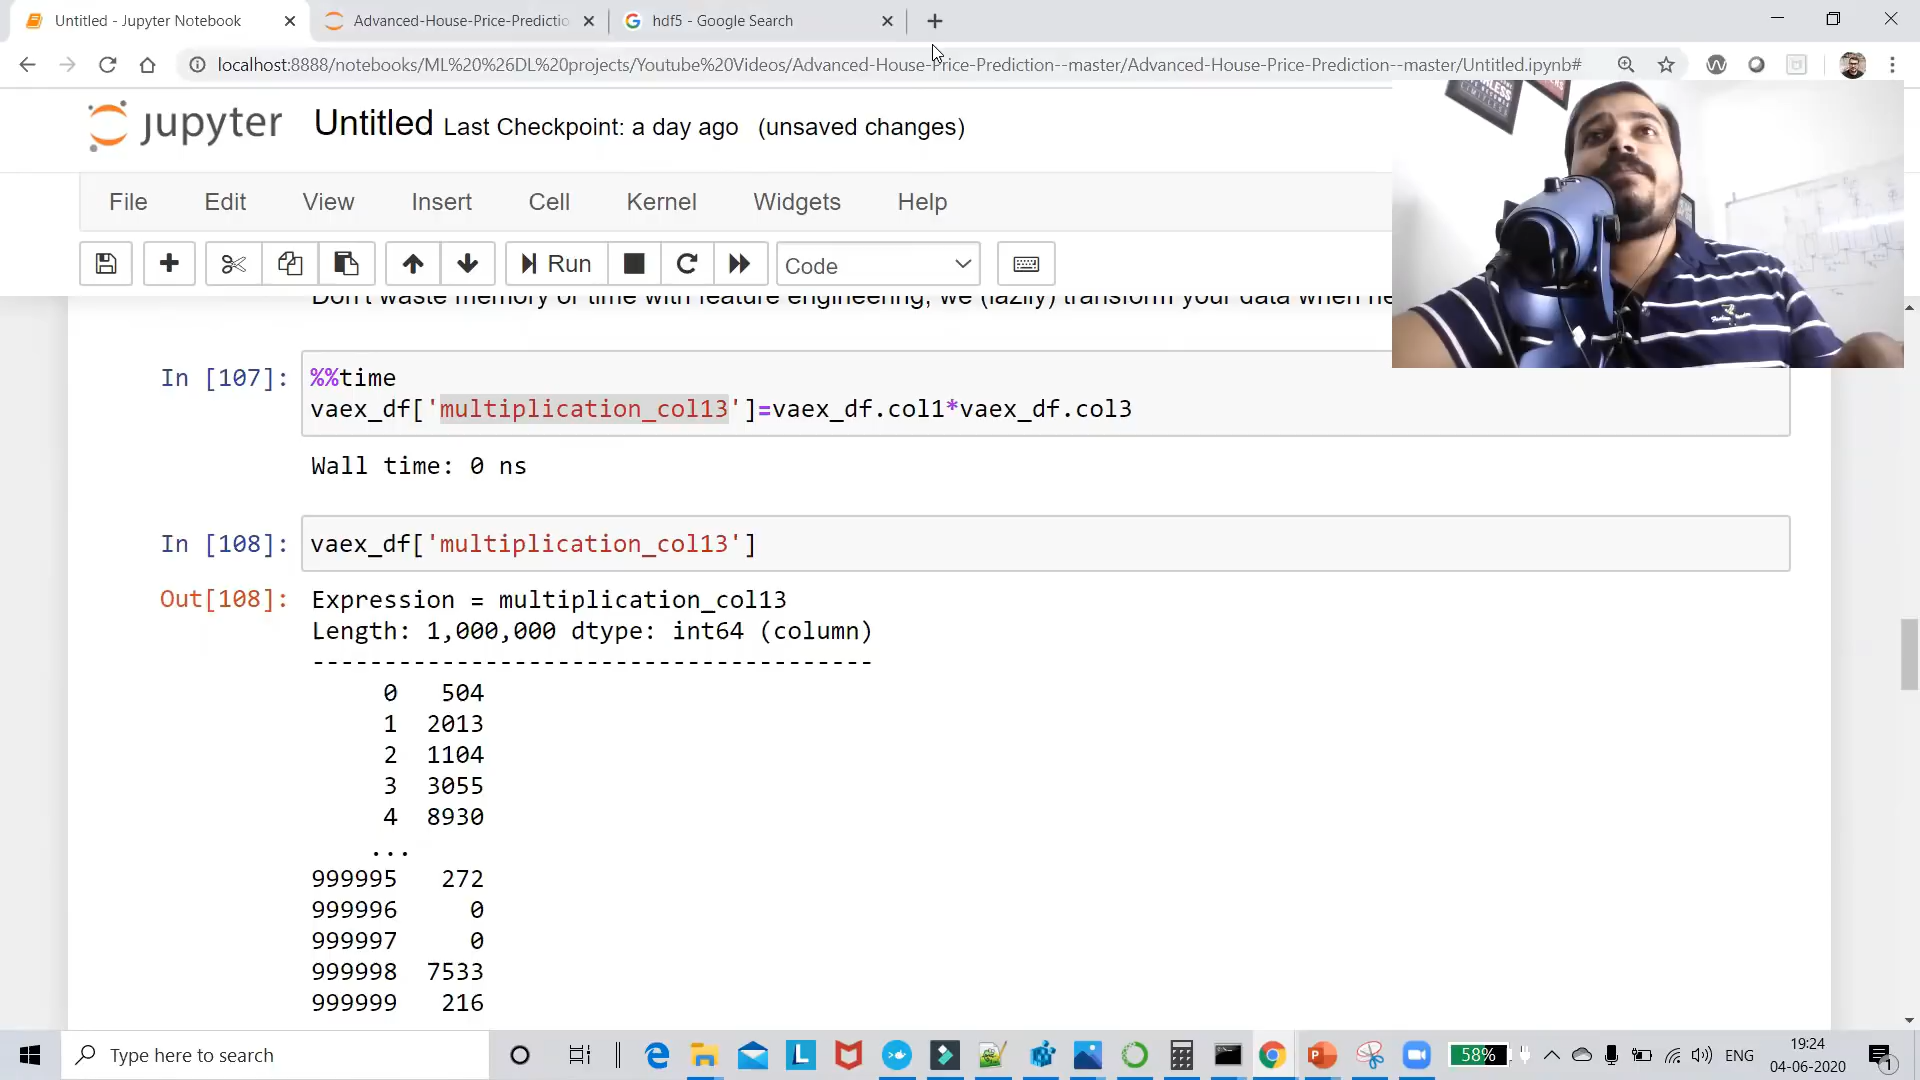 Untitled - Jupyter Notebook
Advanced-House-Price-Predictio
hdf5 - Google Search
localhost:8888/notebooks/ML%20%26DL%20projects/Youtube%20Videos/Advanced-House-Price-Prediction--master/Advanced-House-Price-Prediction--master/Untitled.ipynb#
jupyter Untitled Last Checkpoint: a day ago (unsaved changes)
File Edit View Insert Cell Kernel Widgets Help
Run Code
Don't waste memory or time with feature engineering, we (lazily) transform your data when
In [107]: %%time
vaex_df['multiplication_col13']=vaex_df.col1*vaex_df.col3
Wall time: 0 ns
In [108]: vaex_df['multiplication_col13']
Out[108]: Expression = multiplication_col13
Length: 1,000,000 dtype: int64 (column)
---------------------------------------
0 504
1 2013
2 1104
3 3055
4 8930
...
999995 272
999996 0
999997 0
999998 7533
999999 216
Type here to search
58%
ENG
19:24
04-06-2020
1